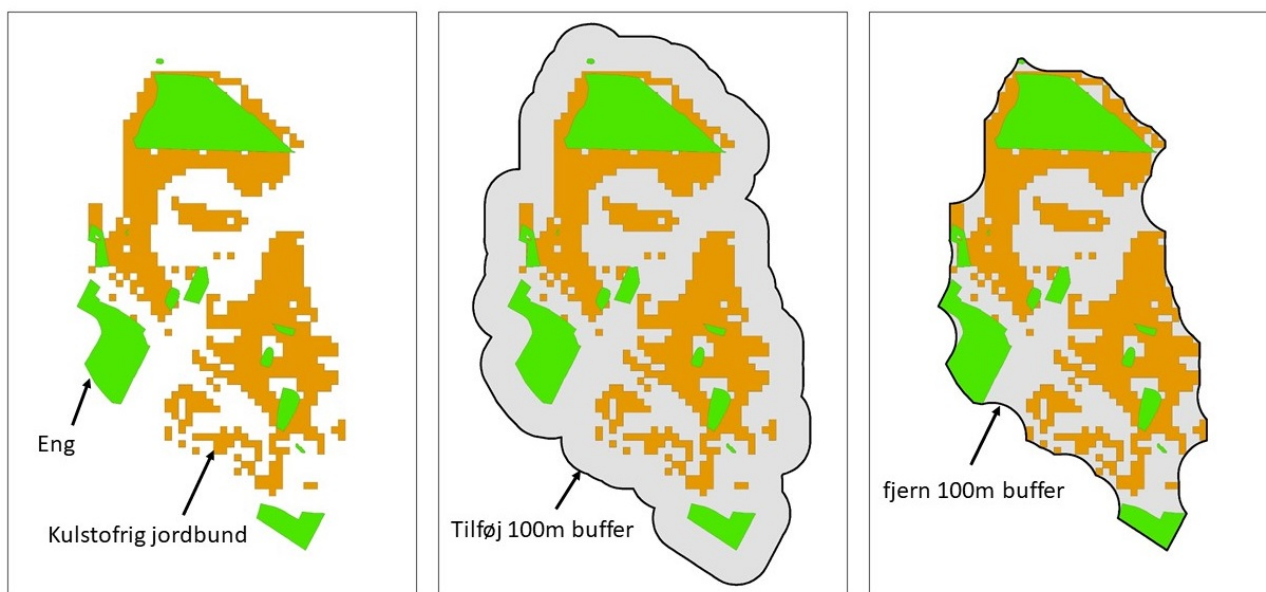 Eng
Kulstofrig jordbund
Tilføj 100m buffer
fjern 100m buffer